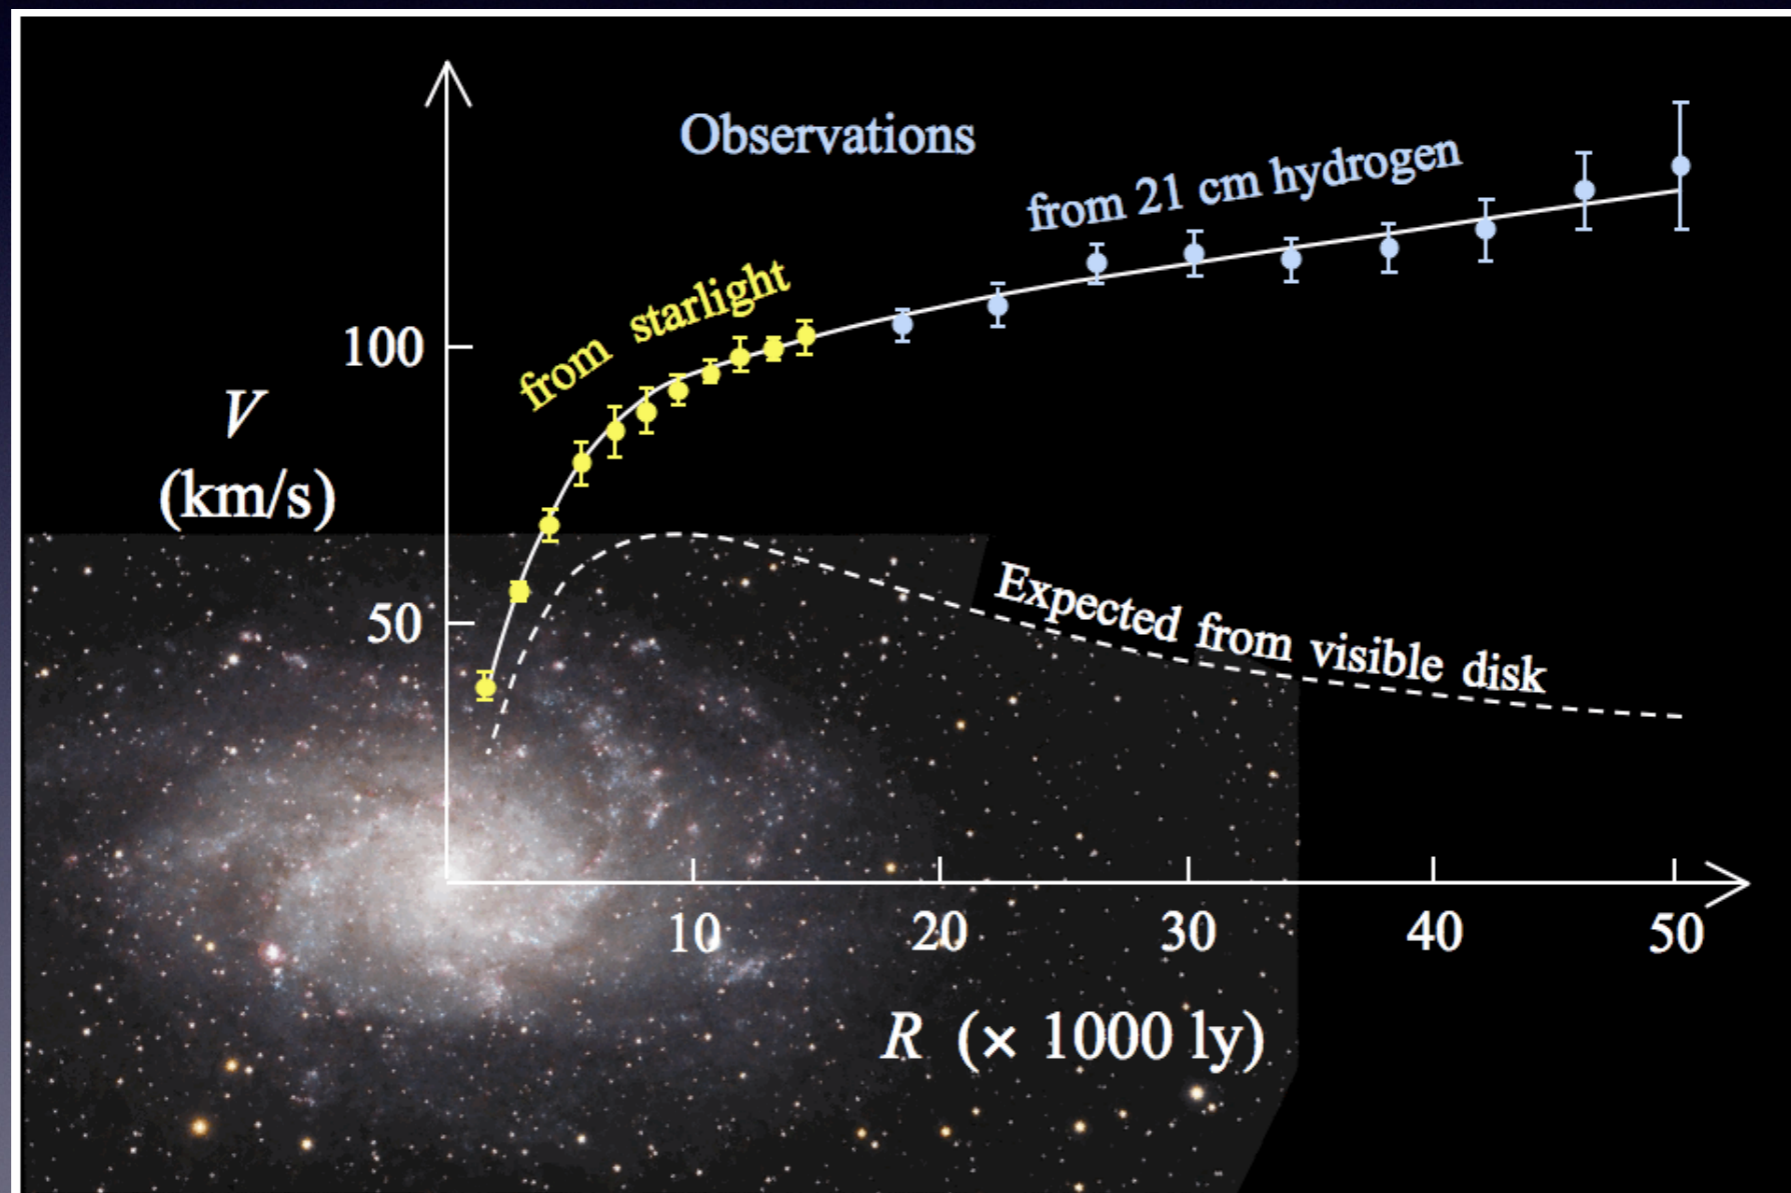 Observations
from 21 cm hydrogen
from starlight
100
V
(km/s)
50
Expected from visible disk
10
20
30
40
50
R (× 1000 ly)